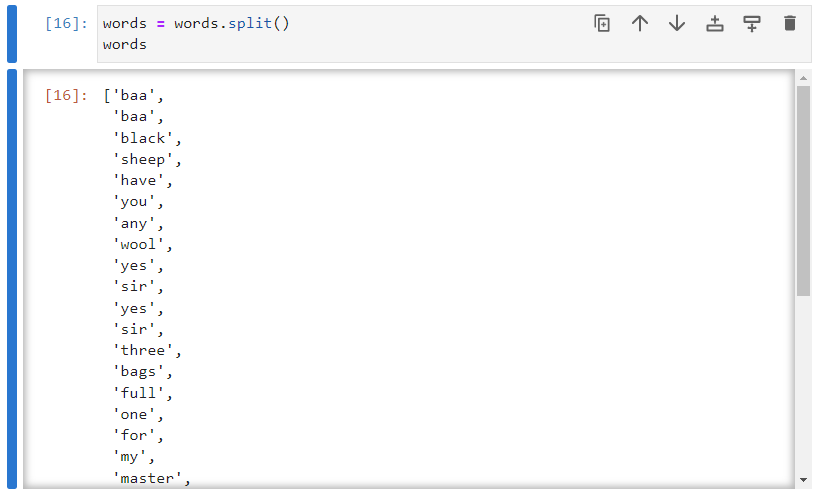 [16]: words = words.split()
words
[16]: ['baa',
'baa',
'black',
'sheep',
'have',
'you',
'any',
'wool',
'yes',
'sir',
'yes',
'sir',
'three',
'bags',
'full',
'one',
'for',
'my',
'master',